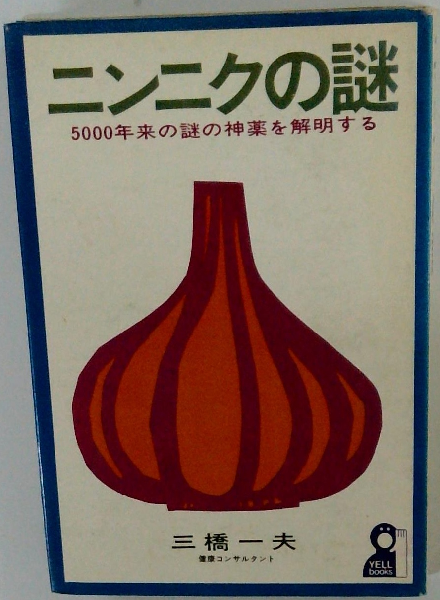 ニンニクの謎
5000年来の謎の神薬を解明する
三橋一夫
健康コンサルタント
YELL
books